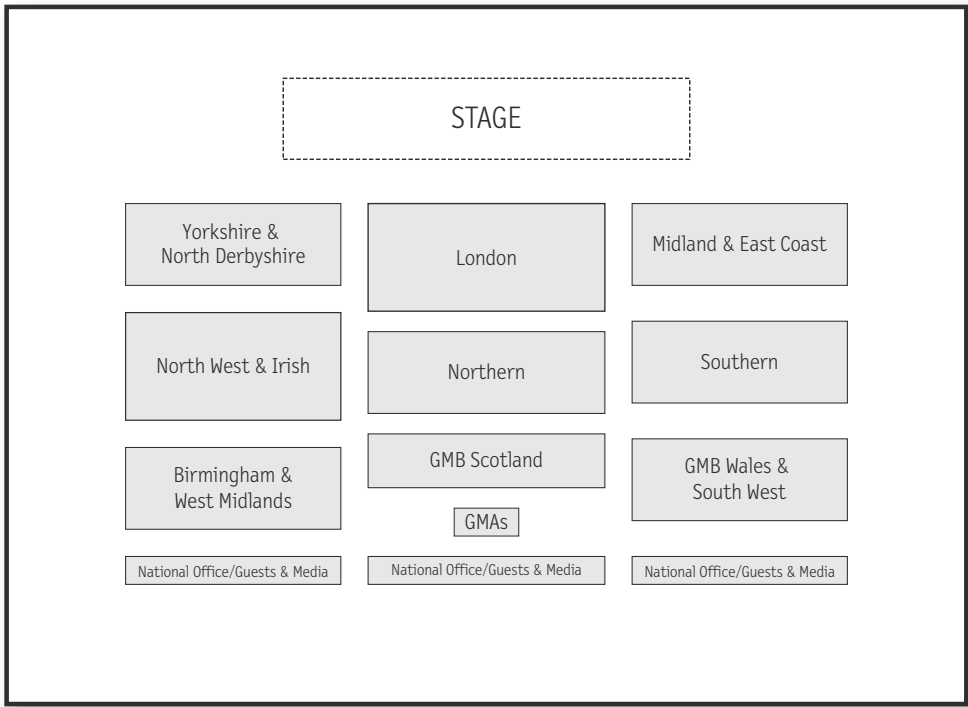 STAGE
Yorkshire &
North Derbyshire
London
Midland & East Coast
North West & Irish
Northern
Southern
Birmingham &
West Midlands
GMB Scotland
GMB Wales &
South West
GMAs
National Office/Guests & Media
National Office/Guests & Media
National Office/Guests & Media